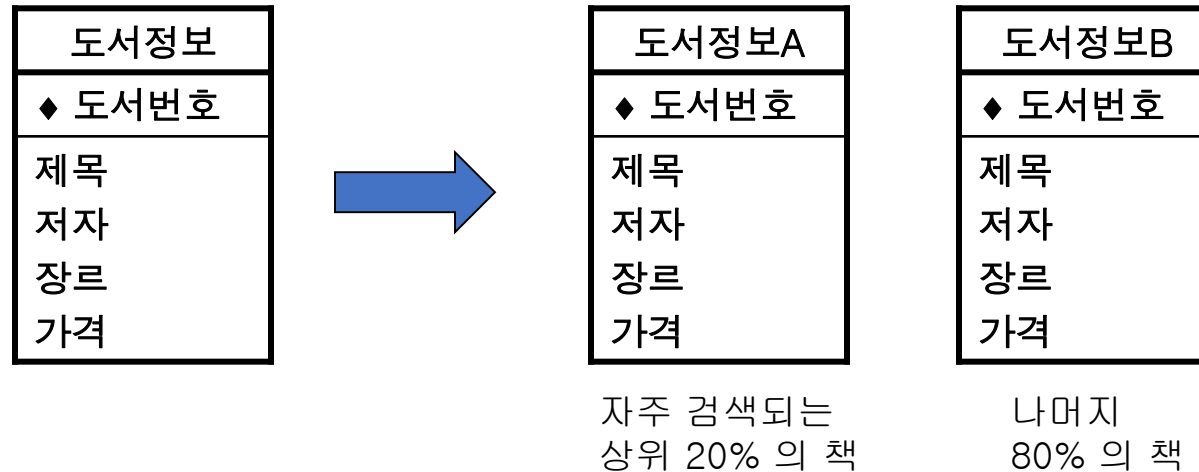 도서정보
♦ 도서번호
제목
저자
장르
가격
도서정보A
♦ 도서번호
제목
저자
장르
가격
자주 검색되는
상위 20% 의 책
도서정보B
♦ 도서번호
제목
저자
장르
가격
나머지
80% 의 책